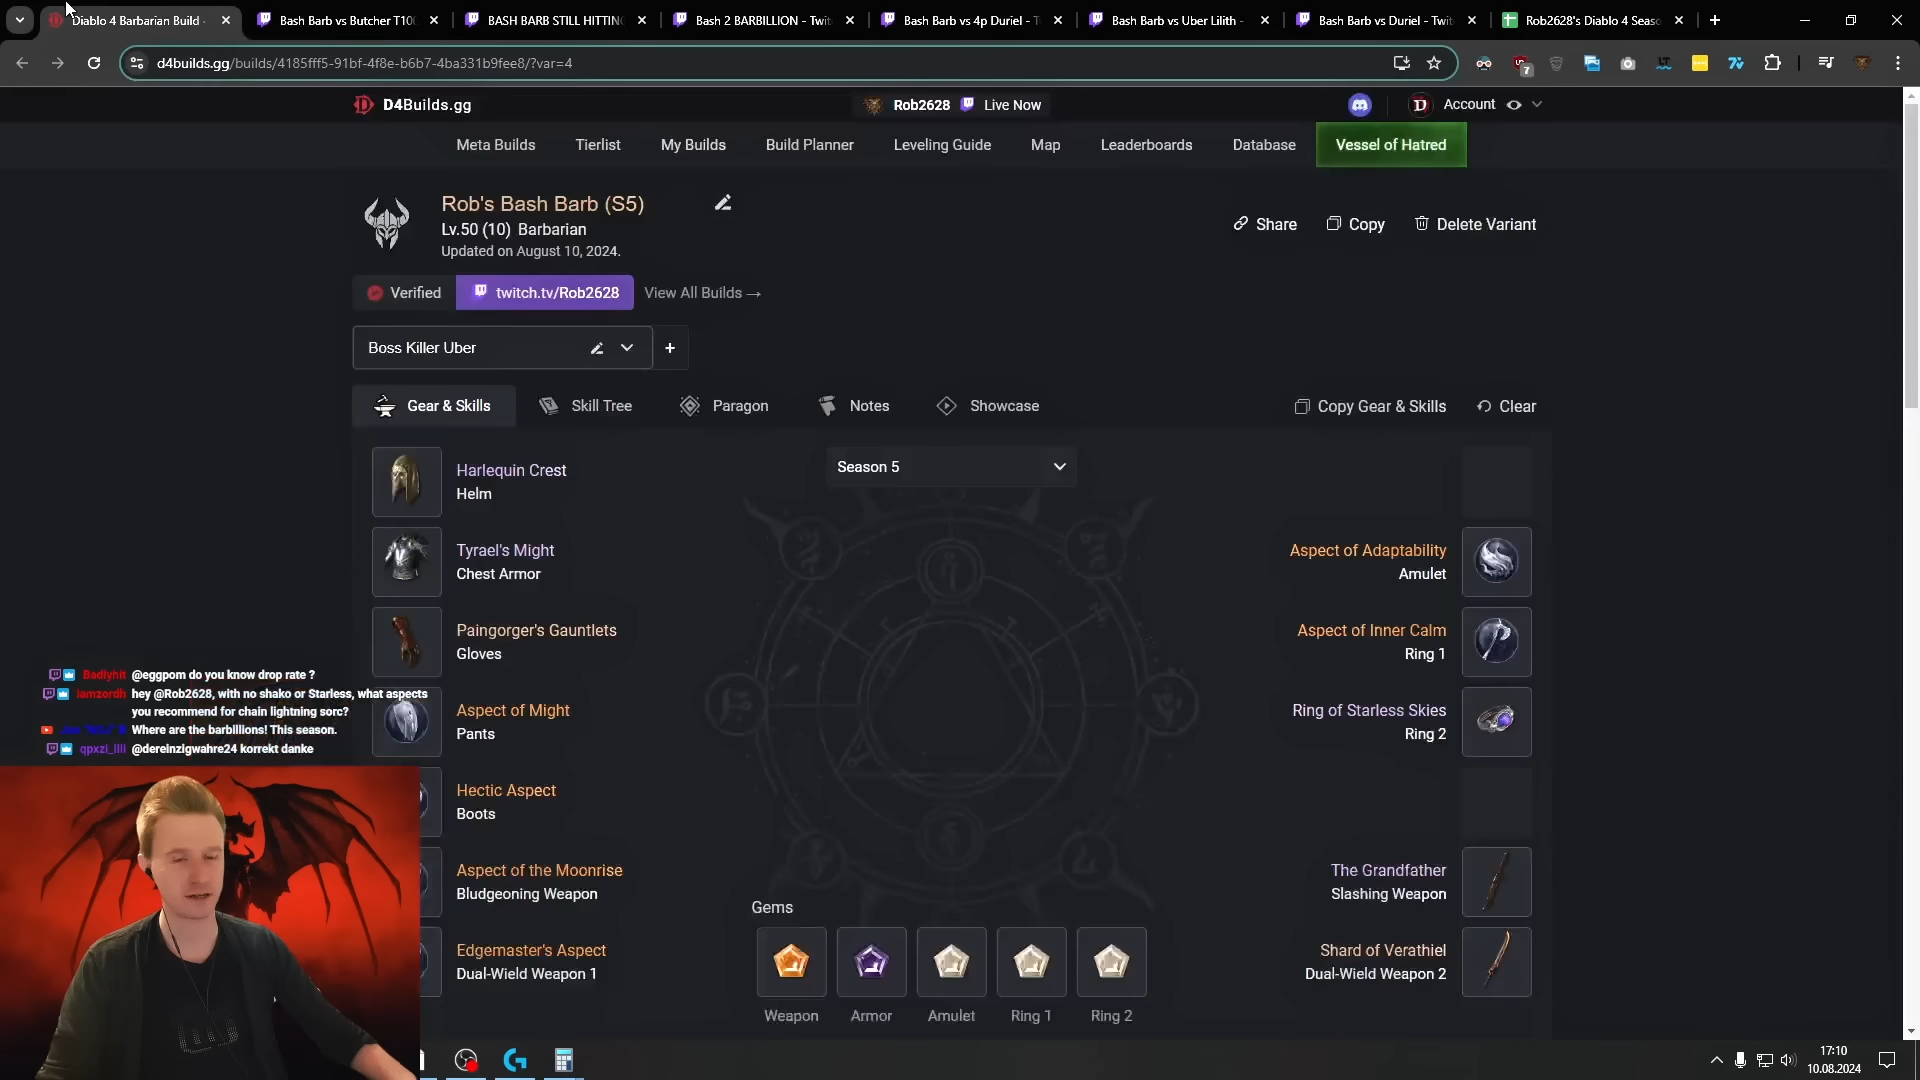 Diablo 4 Barbarian Build -
Bash Barb vs Butcher T10
BASH BARB STILL HITTING
Bash 2 BARBILLION - Twit
Bash Barb vs 4p Duriel - T
Bash Barb vs Uber Lilith -
Bash Barb vs Duriel - Twit
Rob2628's Diablo 4 Seaso
d4builds.gg/builds/4185fff5-91bf-4f8e-b6b7-4ba331b9fee8/?var=4
7
D4Builds.gg
Rob2628 Live Now
Account
Meta Builds Tierlist My Builds Build Planner Leveling Guide Map Leaderboards Database Vessel of Hatred
Rob's Bash Barb (S5)
Lv.50 (10) Barbarian
Updated on August 10, 2024.
Share Copy Delete Variant
Verified twitch.tv/Rob2628 View All Builds →
Boss Killer Uber +
Gear & Skills Skill Tree Paragon Notes Showcase Copy Gear & Skills Clear
Season 5
Harlequin Crest
Helm
Tyrael's Might
Chest Armor
Aspect of Adaptability
Amulet
Paingorger's Gauntlets
Gloves
Aspect of Inner Calm
Ring 1
Aspect of Might
Pants
Ring of Starless Skies
Ring 2
Hectic Aspect
Boots
Aspect of the Moonrise
Bludgeoning Weapon
The Grandfather
Slashing Weapon
Edgemaster's Aspect
Dual-Wield Weapon 1
Shard of Verathiel
Dual-Wield Weapon 2
Gems
Weapon Armor Amulet Ring 1 Ring 2
Badlyhit @eggpom do you know drop rate ?
iamzordh hey @Rob2628, with no shako or Starless, what aspects
you recommend for chain lightning sorc?
Where are the barbillions! This season.
qpxzi_llll @dereinzigwahre24 korrekt danke
17:10
10.08.2024